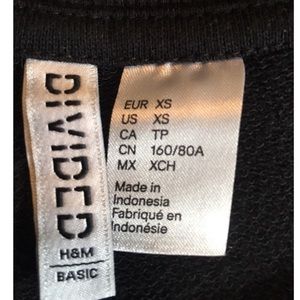 DIVIDED
H&M
BASIC
EUR XS
US XS
CA TP
CN 160/80A
MX XCH
Made in
Indonesia
Fabriqué en
Indonésie